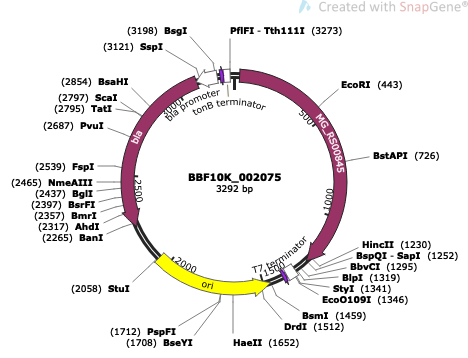 Created with SnapGene®
(3198) BsgI
PflFI - Tth111I (3273)
(3121) SspI
(2854) BsaHI
(2797) ScaI
(2795) TatI
(2687) PvuI
EcoRI (443)
bla promoter
tonB terminator
3000
500
bla
MG_RS00845
BstAPI (726)
(2539) FspI
(2465) NmeAIII
(2437) BglI
(2397) BsrFI
(2357) BmrI
(2317) AhdI
(2265) BanI
BBF10K_002075
3292 bp
2500
1000
HincII (1230)
BspQI - SapI (1252)
BbvCI (1295)
BlpI (1319)
StyI (1341)
EcoO109I (1346)
T7 terminator
1500
2000
ori
(2058) StuI
BsmI (1459)
DrdI (1512)
(1712) PspFI
(1708) BseYI
HaeII (1652)